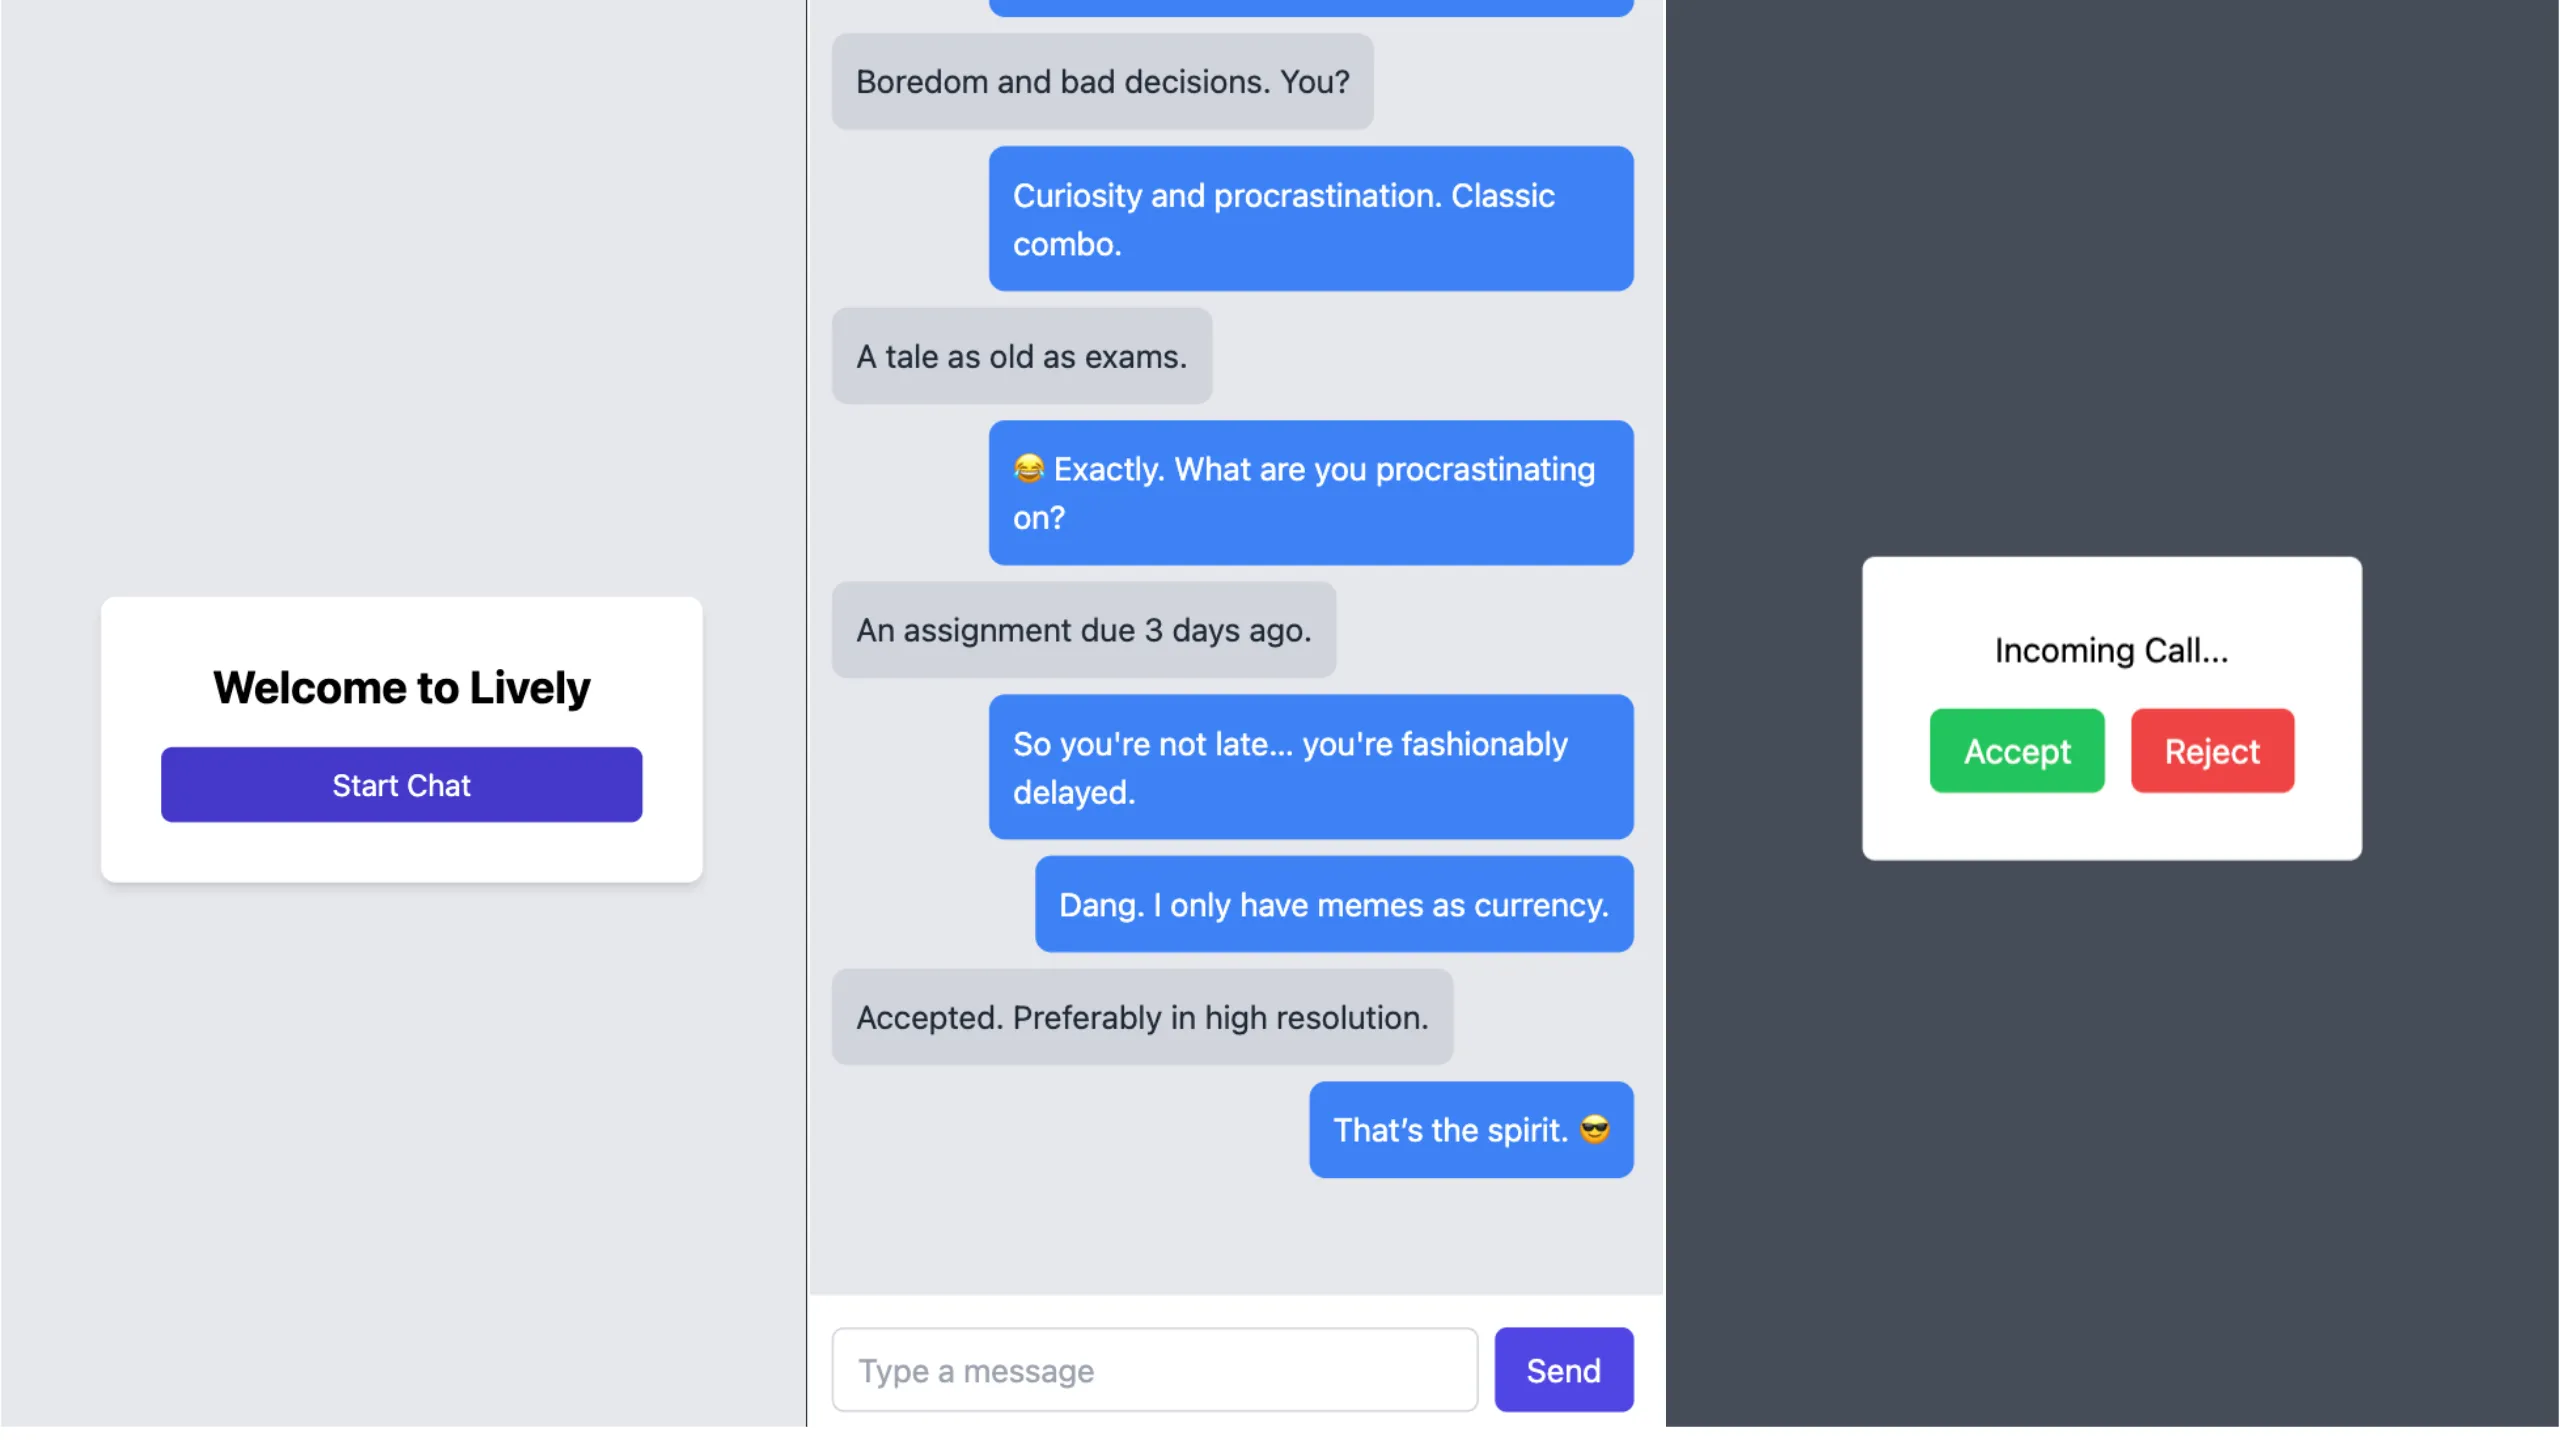 Welcome to Lively
Start Chat
Boredom and bad decisions. You?
Curiosity and procrastination. Classic
combo.
A tale as old as exams.
😂 Exactly. What are you procrastinating
on?
An assignment due 3 days ago.
So you're not late... you're fashionably
delayed.
Dang. I only have memes as currency.
Accepted. Preferably in high resolution.
That’s the spirit. 😎
Type a message
Send
Incoming Call...
Accept
Reject